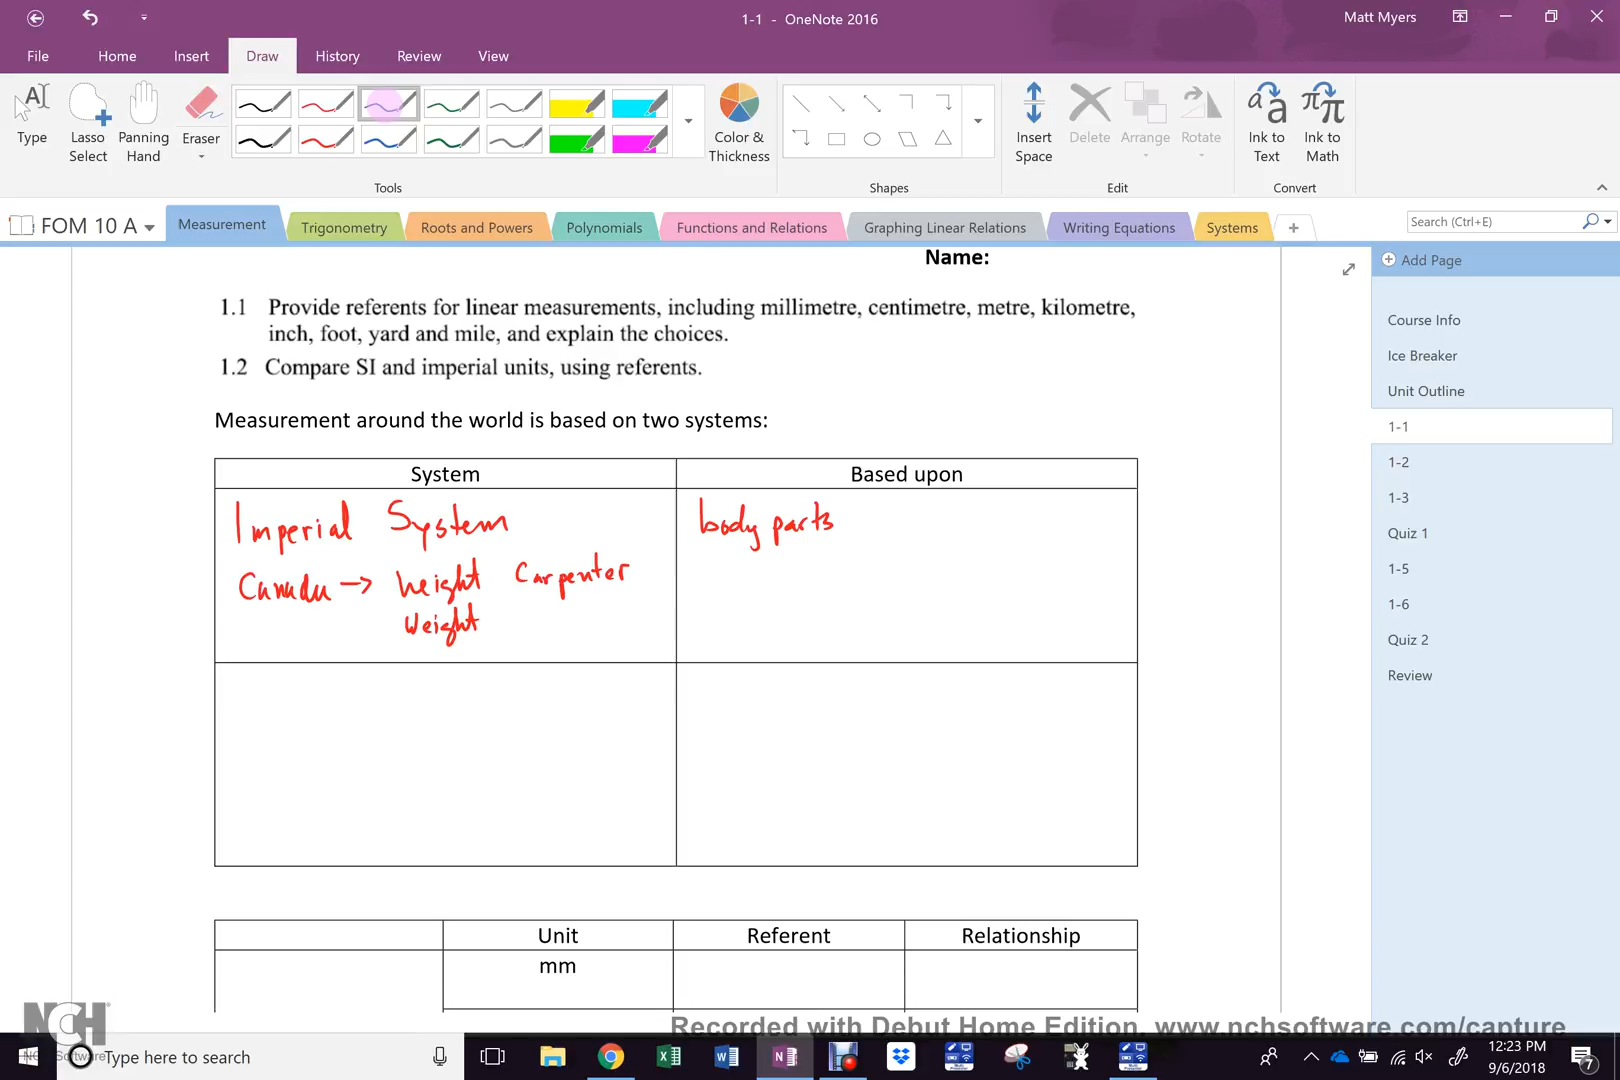 1-1 - OneNote 2016
Matt Myers
File Home Insert Draw History Review View
Type
Lasso Select
Panning Hand
Eraser
Color & Thickness
Insert Space
Delete
Arrange
Rotate
Ink to Text
Ink to Math
Tools
Shapes
Edit
Convert
FOM 10 A
Measurement
Trigonometry
Roots and Powers
Polynomials
Functions and Relations
Graphing Linear Relations
Writing Equations
Systems
Search (Ctrl+E)
Add Page
Course Info
Ice Breaker
Unit Outline
1-1
1-2
1-3
Quiz 1
1-5
1-6
Quiz 2
Review
Name:
1.1 Provide referents for linear measurements, including millimetre, centimetre, metre, kilometre,
inch, foot, yard and mile, and explain the choices.
1.2 Compare SI and imperial units, using referents.
Measurement around the world is based on two systems:
System Based upon
Imperial System body parts
Canada → height Carpenter
Weight
Unit Referent Relationship
mm
NCH
NCH Software
Recorded with Debut Home Edition. www.nchsoftware.com/capture
Type here to search
12:23 PM
9/6/2018
7